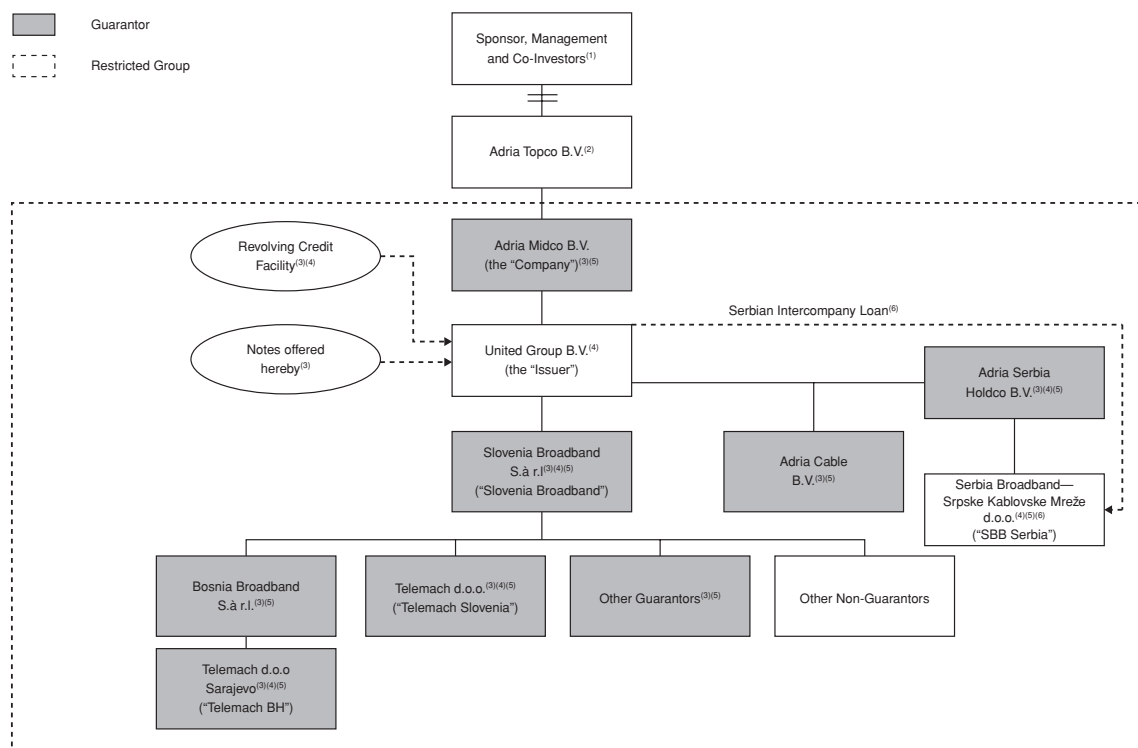 Guarantor
Restricted Group
Sponsor, Management
and Co-Investors(1)
Adria Topco B.V.(2)
Revolving Credit
Facility(3)(4)
Adria Midco B.V.
(the “Company”)(3)(5)
Serbian Intercompany Loan(6)
Notes offered
hereby(3)
United Group B.V.(4)
(the “Issuer”)
Adria Serbia
Holdco B.V.(3)(4)(5)
Slovenia Broadband
S.à r.l(3)(4)(5)
(“Slovenia Broadband”)
Adria Cable
B.V.(3)(5)
Serbia Broadband—
Srpske Kablovske Mreže
d.o.o.(4)(5)(6)
(“SBB Serbia”)
Bosnia Broadband
S.à r.l.(3)(5)
Telemach d.o.o.(3)(4)(5)
(“Telemach Slovenia”)
Other Guarantors(3)(5)
Other Non-Guarantors
Telemach d.o.o
Sarajevo(3)(4)(5)
(“Telemach BH”)